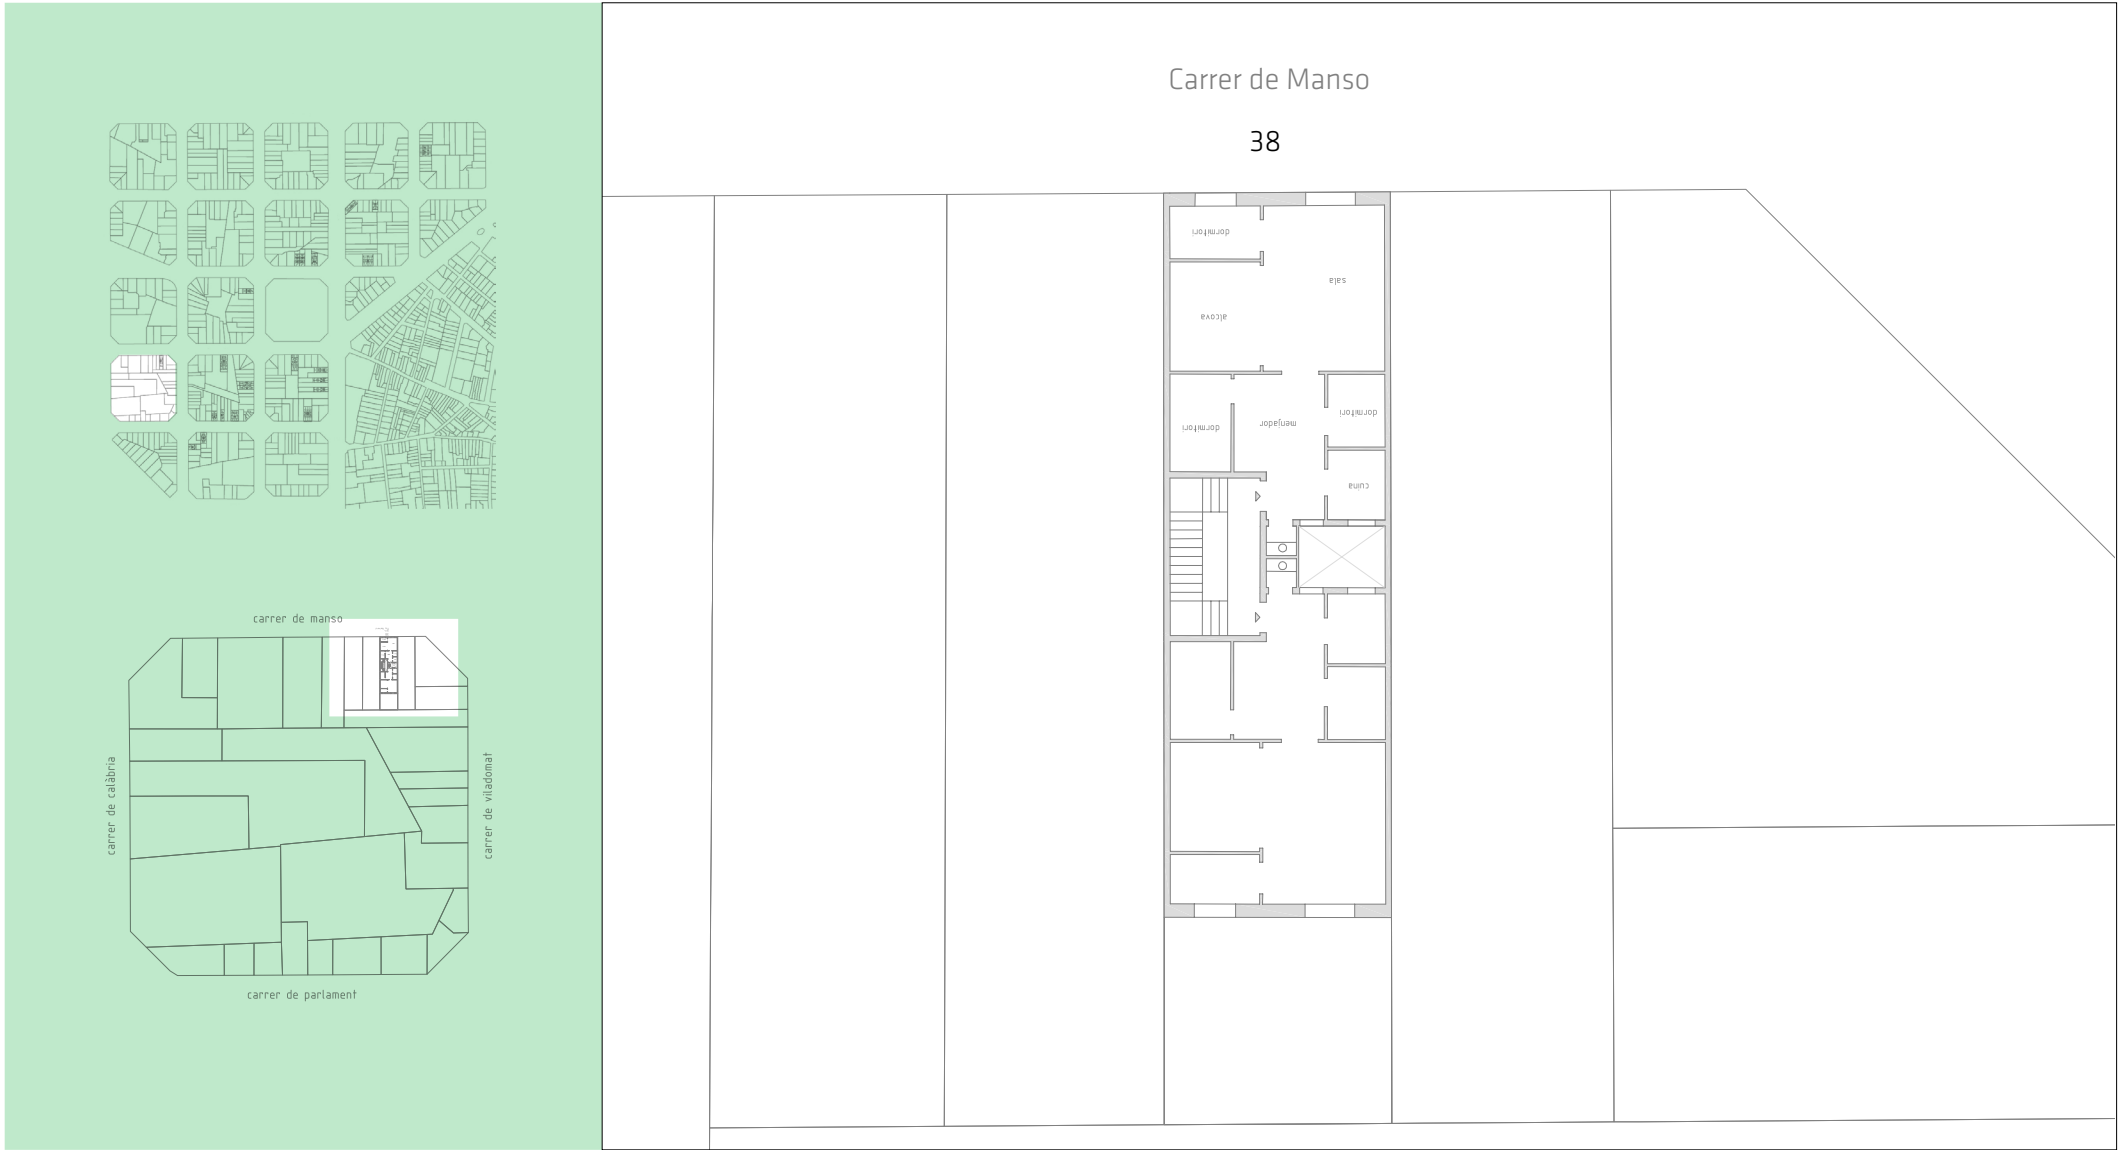 Carrer de Manso
38
dormitori
sala
alcova
dormitori
menjador
dormitori
cuina
carrer de manso
carrer de calàbria
carrer de viladomat
carrer de parlament